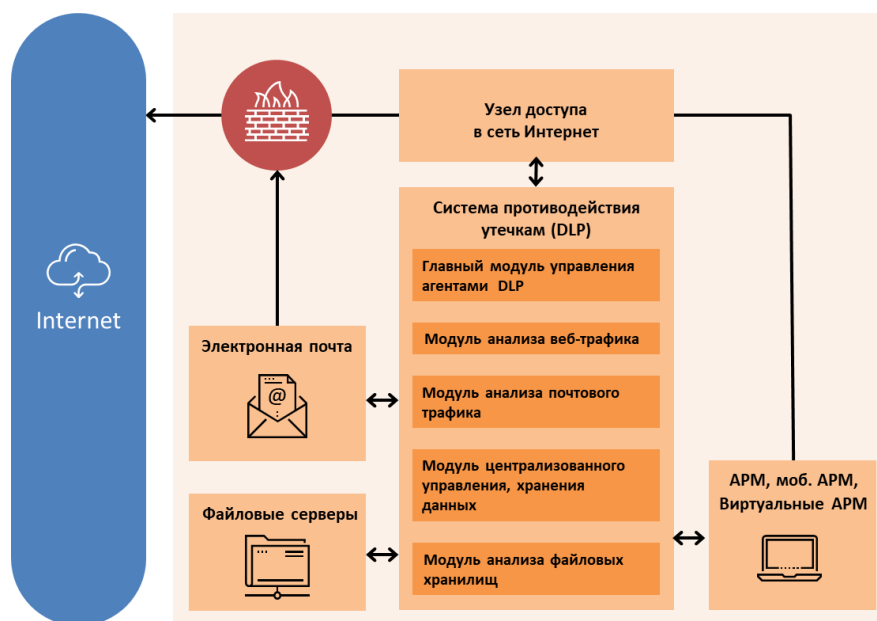 Узел доступа
в сеть Интернет
Система противодействия
утечкам (DLP)
Главный модуль управления
агентами DLP
Internet
Электронная почта
@
Модуль анализа веб-трафика
Модуль анализа почтового
трафика
Модуль централизованного
управления, хранения
данных
АРМ, моб. АРМ,
Виртуальные АРМ
Файловые серверы
Модуль анализа файловых
хранилищ